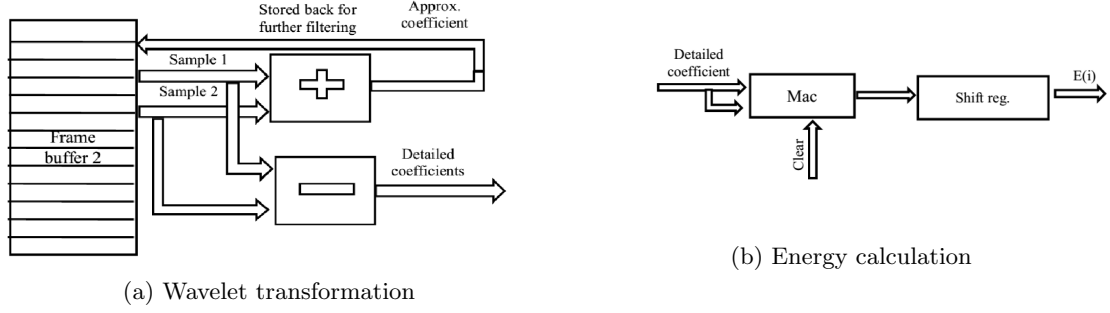 Stored back for
further filtering
Approx.
coefficient
Sample 1
Sample 2
Frame
buffer 2
Detailed
coefficients
(a) Wavelet transformation
Detailed
coefficient
Mac
Shift reg.
E(i)
Clear
(b) Energy calculation